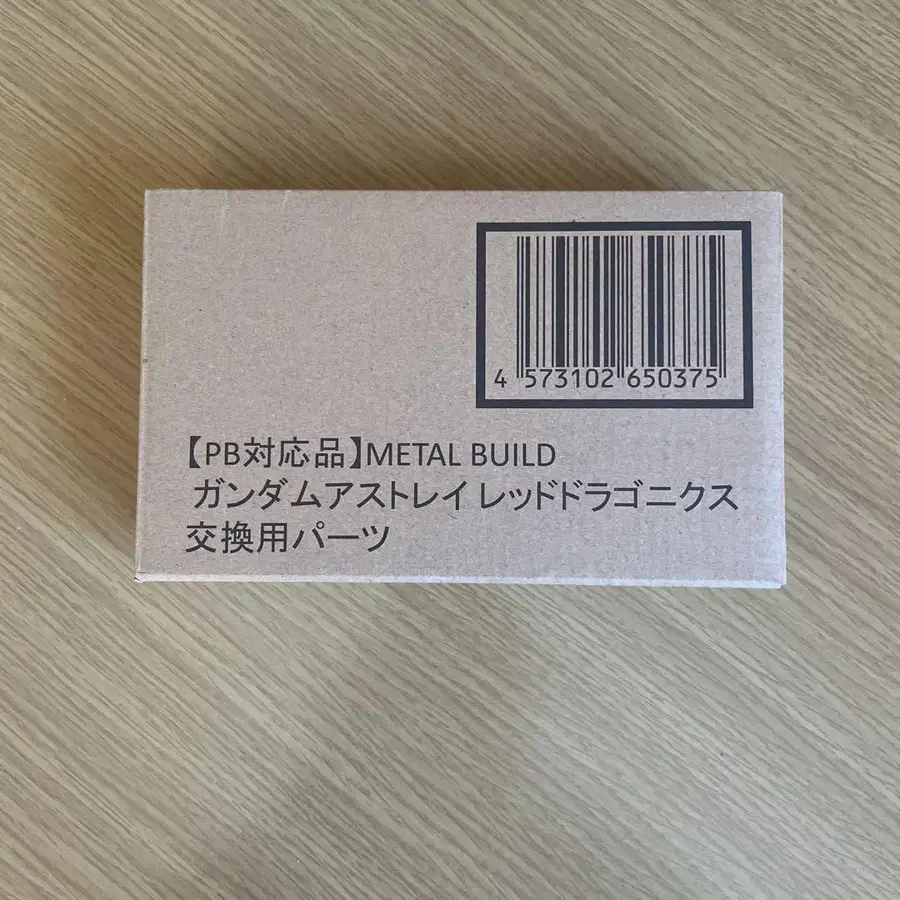 4 573102 650375
【PB対応品】METAL BUILD
ガンダムアストレイ レッドドラゴニクス
交換用パーツ